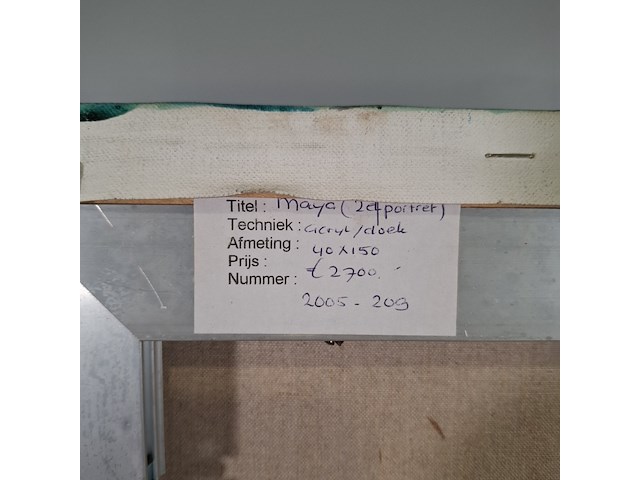 Titel: Maya (zelfportret)
Techniek: acryl/doek
Afmeting: 40x150
Prijs: € 2700.-
Nummer:
2005-209